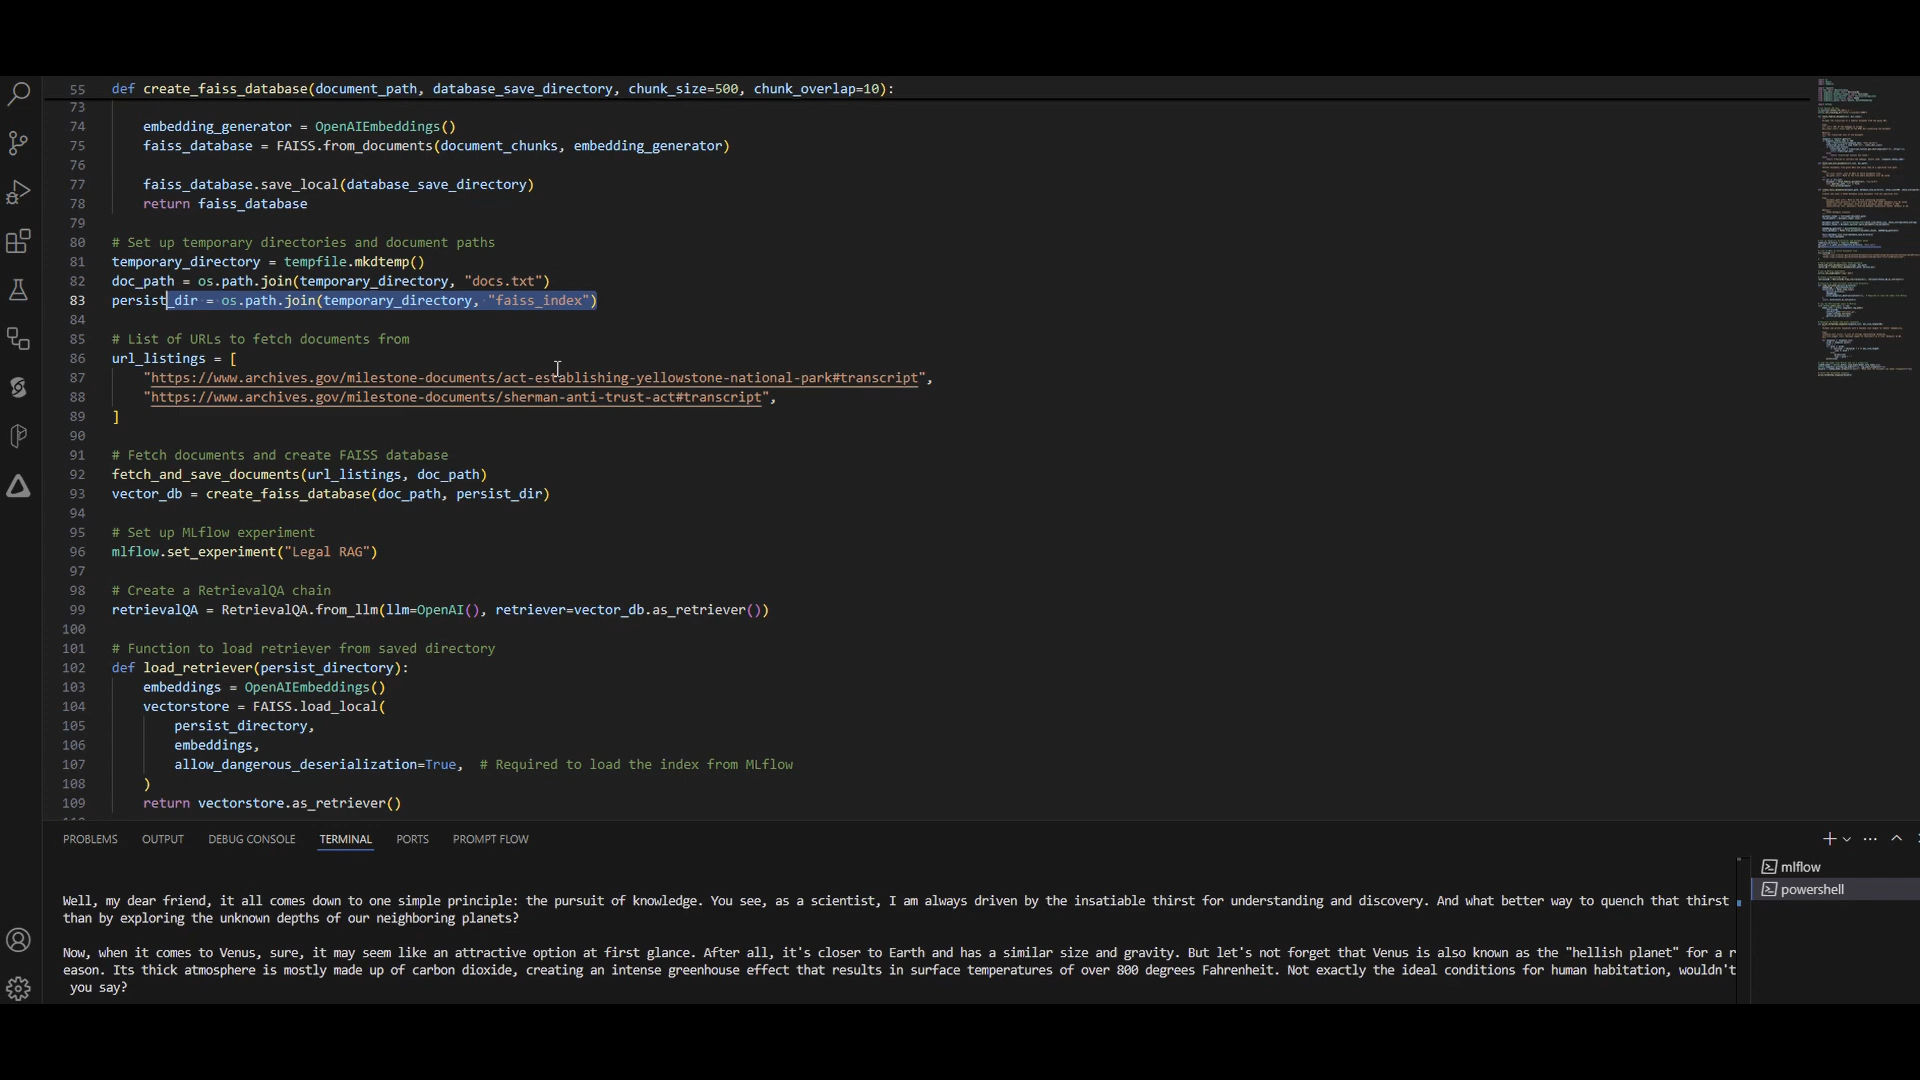 55 def create_faiss_database(document_path, database_save_directory, chunk_size=500, chunk_overlap=10):
73
74     embedding_generator = OpenAIEmbeddings()
75     faiss_database = FAISS.from_documents(document_chunks, embedding_generator)
76
77     faiss_database.save_local(database_save_directory)
78     return faiss_database
79
80 # Set up temporary directories and document paths
81 temporary_directory = tempfile.mkdtemp()
82 doc_path = os.path.join(temporary_directory, "docs.txt")
83 persist_dir = os.path.join(temporary_directory, "faiss_index")
84
85 # List of URLs to fetch documents from
86 url_listings = [
87     "https://www.archives.gov/milestone-documents/act-establishing-yellowstone-national-park#transcript",
88     "https://www.archives.gov/milestone-documents/sherman-anti-trust-act#transcript",
89 ]
90
91 # Fetch documents and create FAISS database
92 fetch_and_save_documents(url_listings, doc_path)
93 vector_db = create_faiss_database(doc_path, persist_dir)
94
95 # Set up MLflow experiment
96 mlflow.set_experiment("Legal RAG")
97
98 # Create a RetrievalQA chain
99 retrievalQA = RetrievalQA.from_llm(llm=OpenAI(), retriever=vector_db.as_retriever())
100
101 # Function to load retriever from saved directory
102 def load_retriever(persist_directory):
103     embeddings = OpenAIEmbeddings()
104     vectorstore = FAISS.load_local(
105         persist_directory,
106         embeddings,
107         allow_dangerous_deserialization=True,  # Required to load the index from MLflow
108     )
109     return vectorstore.as_retriever()
PROBLEMS OUTPUT DEBUG CONSOLE TERMINAL PORTS PROMPT FLOW
mlflow
powershell
Well, my dear friend, it all comes down to one simple principle: the pursuit of knowledge. You see, as a scientist, I am always driven by the insatiable thirst for understanding and discovery. And what better way to quench that thirst
than by exploring the unknown depths of our neighboring planets?
Now, when it comes to Venus, sure, it may seem like an attractive option at first glance. After all, it's closer to Earth and has a similar size and gravity. But let's not forget that Venus is also known as the "hellish planet" for a r
eason. Its thick atmosphere is mostly made up of carbon dioxide, creating an intense greenhouse effect that results in surface temperatures of over 800 degrees Fahrenheit. Not exactly the ideal conditions for human habitation, wouldn't
you say?